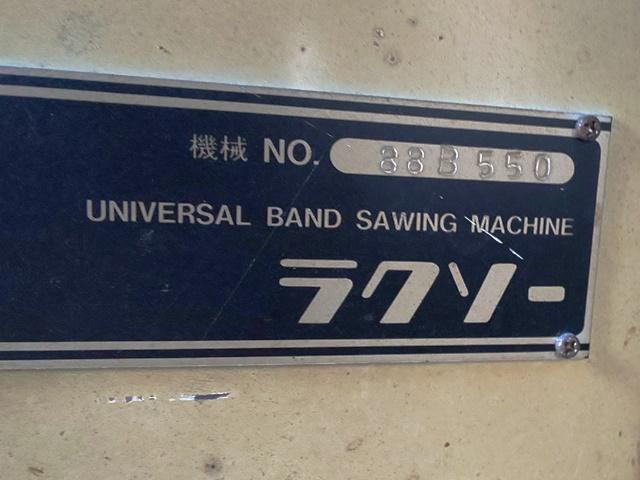 機械 NO. 88B550
UNIVERSAL BAND SAWING MACHINE
ラクソー